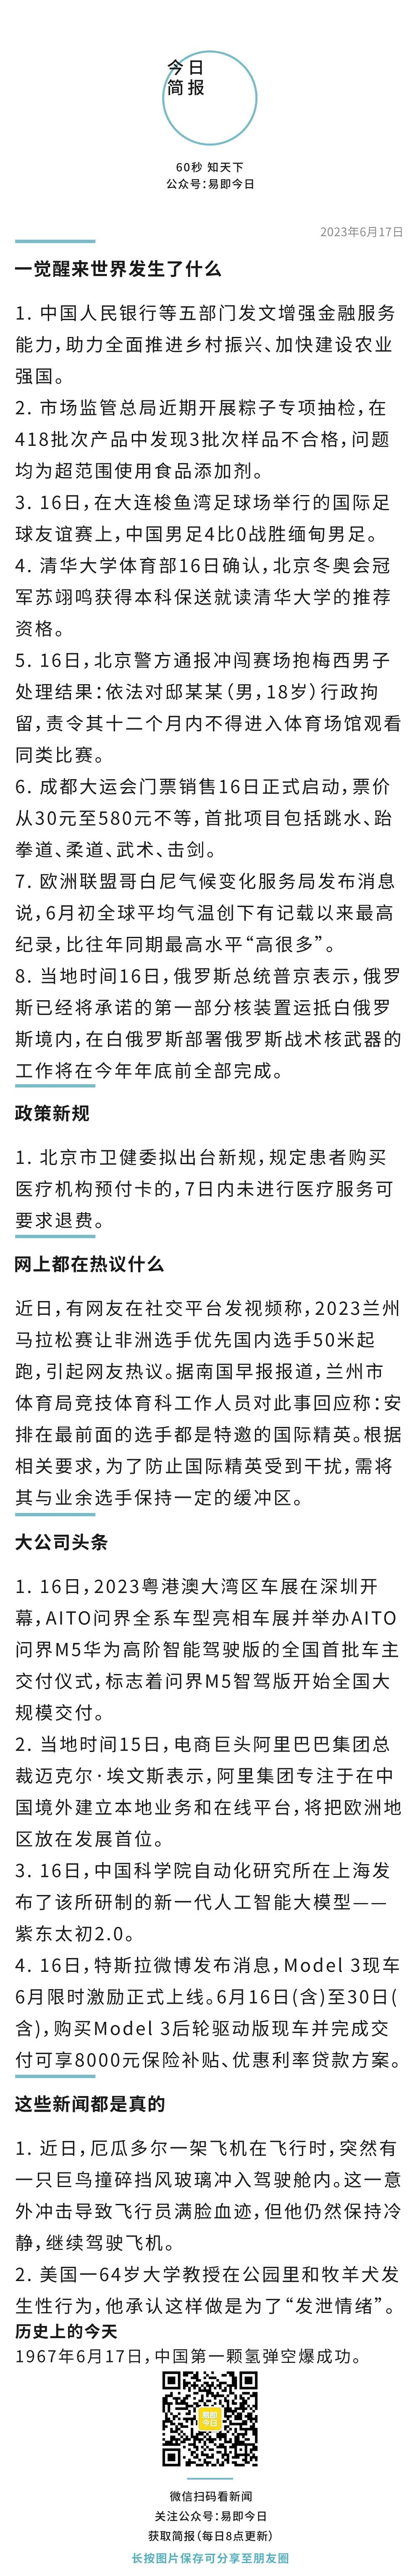 今日
简报
60秒 知天下
公众号：易即今日
2023年6月17日
一觉醒来世界发生了什么
1. 中国人民银行等五部门发文增强金融服务
能力，助力全面推进乡村振兴、加快建设农业
强国。
2. 市场监管总局近期开展粽子专项抽检，在
418批次产品中发现3批次样品不合格，问题
均为超范围使用食品添加剂。
3. 16日，在大连梭鱼湾足球场举行的国际足
球友谊赛上，中国男足4比0战胜缅甸男足。
4. 清华大学体育部16日确认，北京冬奥会冠
军苏翊鸣获得本科保送就读清华大学的推荐
资格。
5. 16日，北京警方通报冲闯赛场抱梅西男子
处理结果：依法对邸某某（男，18岁）行政拘
留，责令其十二个月内不得进入体育场馆观看
同类比赛。
6. 成都大运会门票销售16日正式启动，票价
从30元至580元不等，首批项目包括跳水、跆
拳道、柔道、武术、击剑。
7. 欧洲联盟哥白尼气候变化服务局发布消息
说，6月初全球平均气温创下有记载以来最高
纪录，比往年同期最高水平“高很多”。
8. 当地时间16日，俄罗斯总统普京表示，俄罗
斯已经将承诺的第一部分核装置运抵白俄罗
斯境内，在白俄罗斯部署俄罗斯战术核武器的
工作将在今年年底前全部完成。
政策新规
1. 北京市卫健委拟出台新规，规定患者购买
医疗机构预付卡的，7日内未进行医疗服务可
要求退费。
网上都在热议什么
近日，有网友在社交平台发视频称，2023兰州
马拉松赛让非洲选手优先国内选手50米起
跑，引起网友热议。据南国早报报道，兰州市
体育局竞技体育科工作人员对此事回应称：安
排在最前面的选手都是特邀的国际精英。根据
相关要求，为了防止国际精英受到干扰，需将
其与业余选手保持一定的缓冲区。
大公司头条
1. 16日，2023粤港澳大湾区车展在深圳开
幕，AITO问界全系车型亮相车展并举办AITO
问界M5华为高阶智能驾驶版的全国首批车主
交付仪式，标志着问界M5智驾版开始全国大
规模交付。
2. 当地时间15日，电商巨头阿里巴巴集团总
裁迈克尔·埃文斯表示，阿里集团专注于在中
国境外建立本地业务和在线平台，将把欧洲地
区放在发展首位。
3. 16日，中国科学院自动化研究所在上海发
布了该所研制的新一代人工智能大模型——
紫东太初2.0。
4. 16日，特斯拉微博发布消息，Model 3现车
6月限时激励正式上线。6月16日(含)至30日(
含)，购买Model 3后轮驱动版现车并完成交
付可享8000元保险补贴、优惠利率贷款方案。
这些新闻都是真的
1. 近日，厄瓜多尔一架飞机在飞行时，突然有
一只巨鸟撞碎挡风玻璃冲入驾驶舱内。这一意
外冲击导致飞行员满脸血迹，但他仍然保持冷
静，继续驾驶飞机。
2. 美国一64岁大学教授在公园里和牧羊犬发
生性行为，他承认这样做是为了“发泄情绪”。
历史上的今天
1967年6月17日，中国第一颗氢弹空爆成功。
易即
今日
微信扫码看新闻
关注公众号：易即今日
获取简报（每日8点更新）
长按图片保存可分享至朋友圈